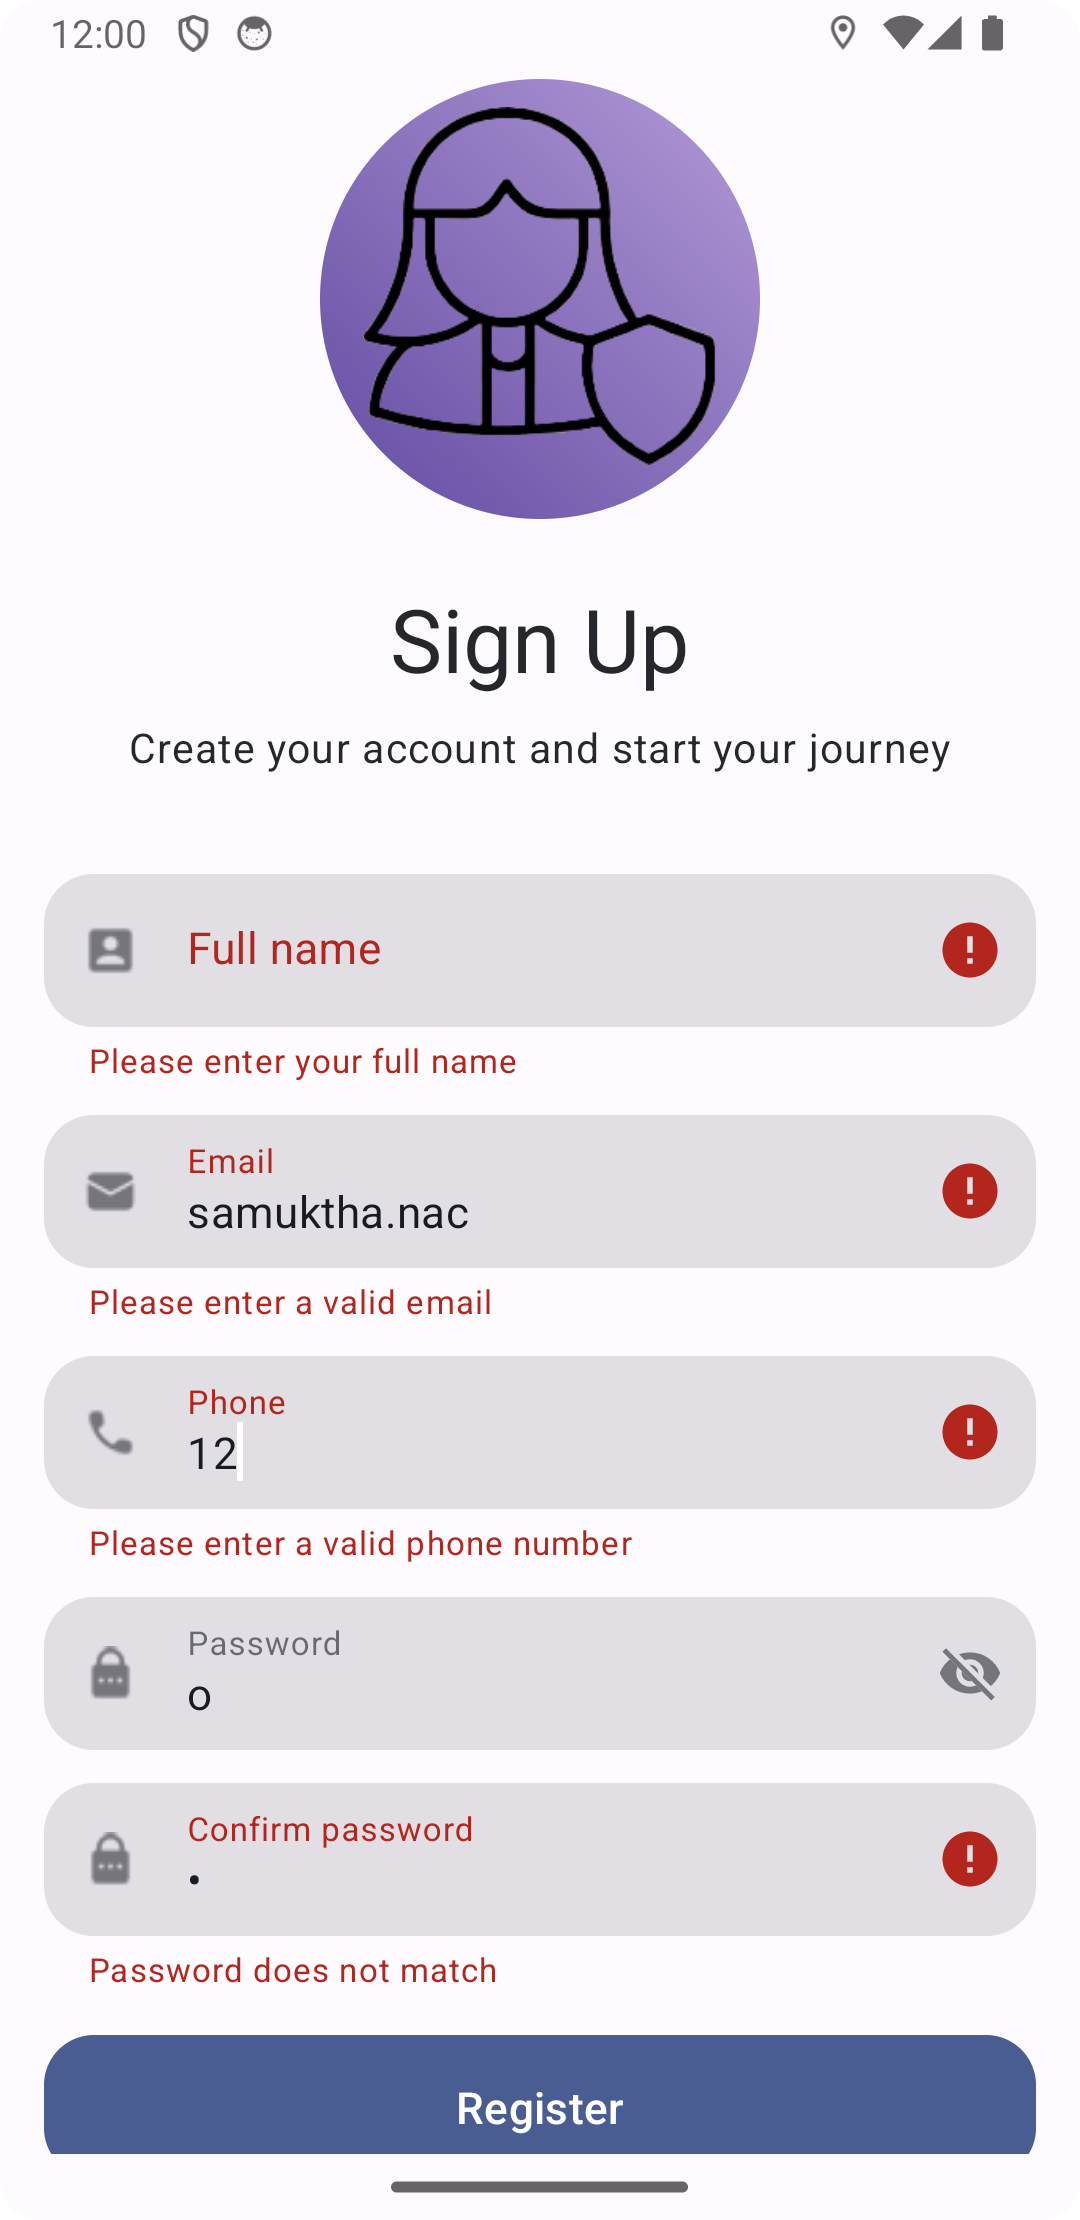 12:00
Sign Up
Create your account and start your journey
Full name
Please enter your full name
Email
samuktha.nac
Please enter a valid email
Phone
12
Please enter a valid phone number
Password
o
Confirm password
•
Password does not match
Register